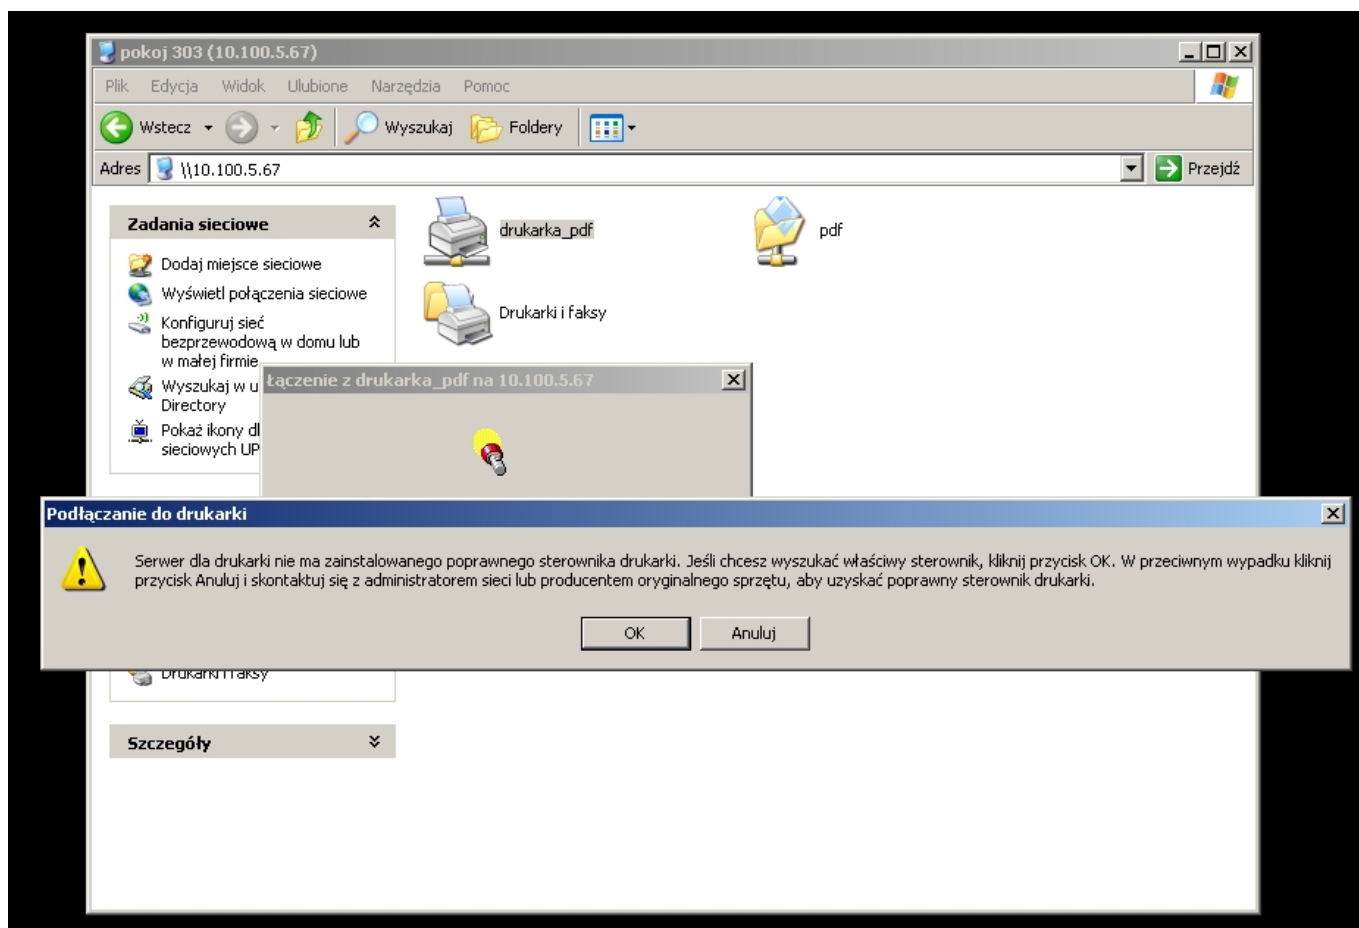 pokoj 303 (10.100.5.67)
Plik Edycja Widok Ulubione Narzędzia Pomoc
Wstecz Wyszukaj Foldery
Adres \\10.100.5.67 Przejdź
Zadania sieciowe
Dodaj miejsce sieciowe
Wyświetl połączenia sieciowe
Konfiguruj sieć
bezprzewodową w domu lub
w małej firmie
Wyszukaj w u
Directory
Pokaż ikony dl
sieciowych UP
drukarka_pdf
pdf
Drukarki i faksy
Łączenie z drukarka_pdf na 10.100.5.67
Podłączanie do drukarki
Serwer dla drukarki nie ma zainstalowanego poprawnego sterownika drukarki. Jeśli chcesz wyszukać właściwy sterownik, kliknij przycisk OK. W przeciwnym wypadku kliknij
przycisk Anuluj i skontaktuj się z administratorem sieci lub producentem oryginalnego sprzętu, aby uzyskać poprawny sterownik drukarki.
OK Anuluj
Drukarki i faksy
Szczegóły